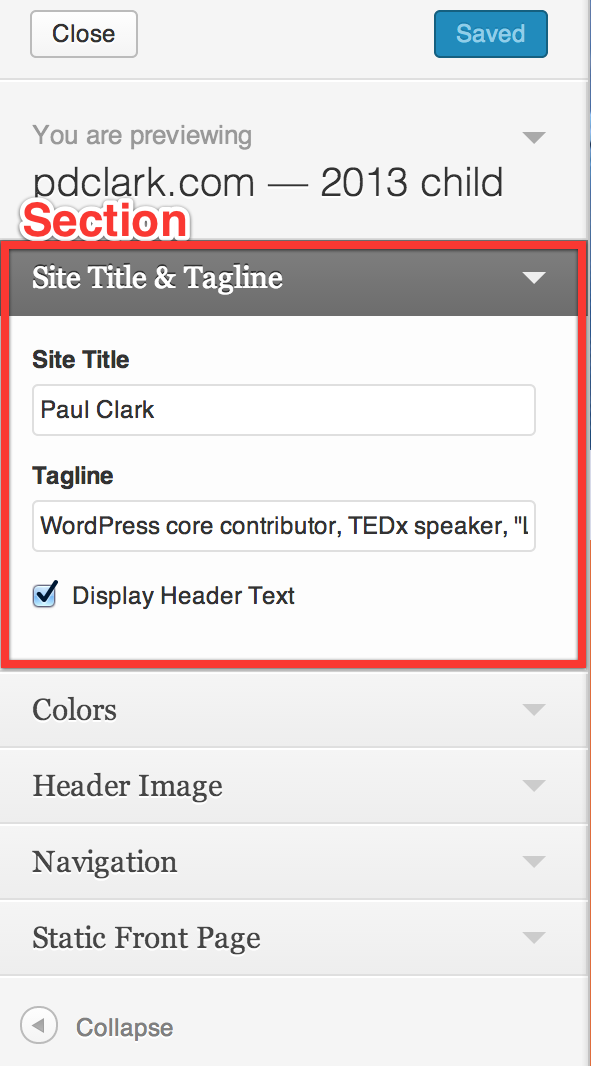 Close
Saved
You are previewing
pdclark.com — 2013 child
Section
Site Title & Tagline
Site Title
Paul Clark
Tagline
WordPress core contributor, TEDx speaker, "L
Display Header Text
Colors
Header Image
Navigation
Static Front Page
Collapse